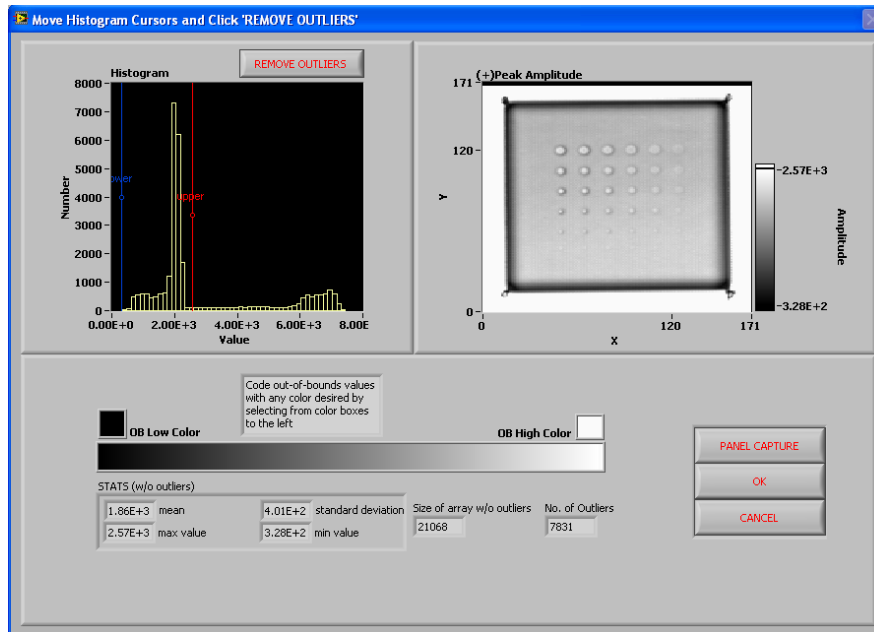 Move Histogram Cursors and Click 'REMOVE OUTLIERS'
REMOVE OUTLIERS
Histogram
8000
7000
6000
5000
4000
3000
2000
1000
0
Number
ower
upper
0.00E+0 2.00E+3 4.00E+3 6.00E+3 8.00E
Value
(+)Peak Amplitude
171
120
0
Y
0 120 171
X
2.57E+3
3.28E+2
Amplitude
Code out-of-bounds values
with any color desired by
selecting from color boxes
to the left
OB Low Color
OB High Color
STATS (w/o outliers)
1.86E+3 mean
4.01E+2 standard deviation
2.57E+3 max value
3.28E+2 min value
Size of array w/o outliers
21068
No. of Outliers
7831
PANEL CAPTURE
OK
CANCEL